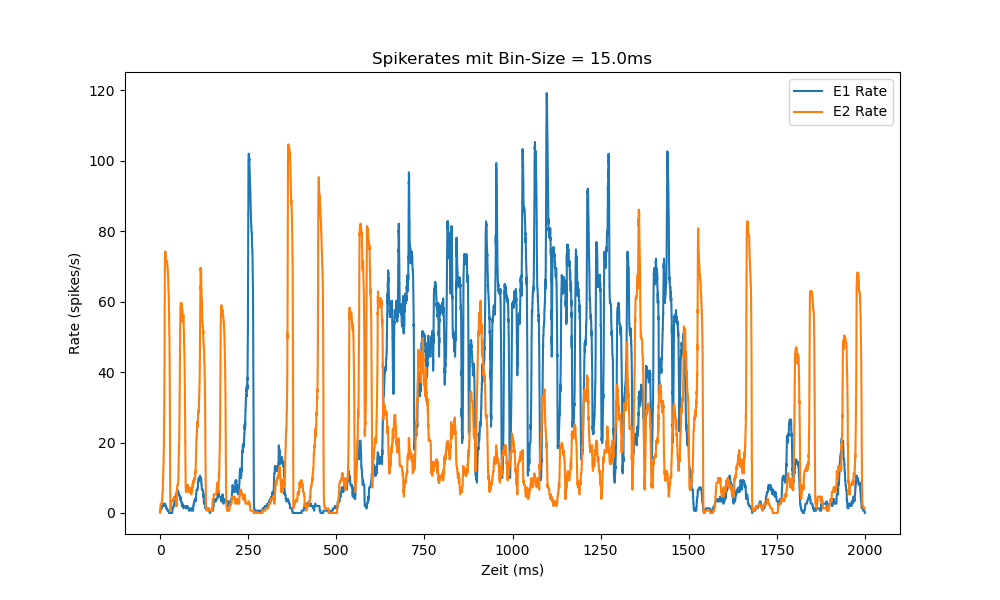 Spikerates mit Bin-Size = 15.0ms
E1 Rate
E2 Rate
120
100
80
60
40
20
0
Rate (spikes/s)
0 250 500 750 1000 1250 1500 1750 2000
Zeit (ms)